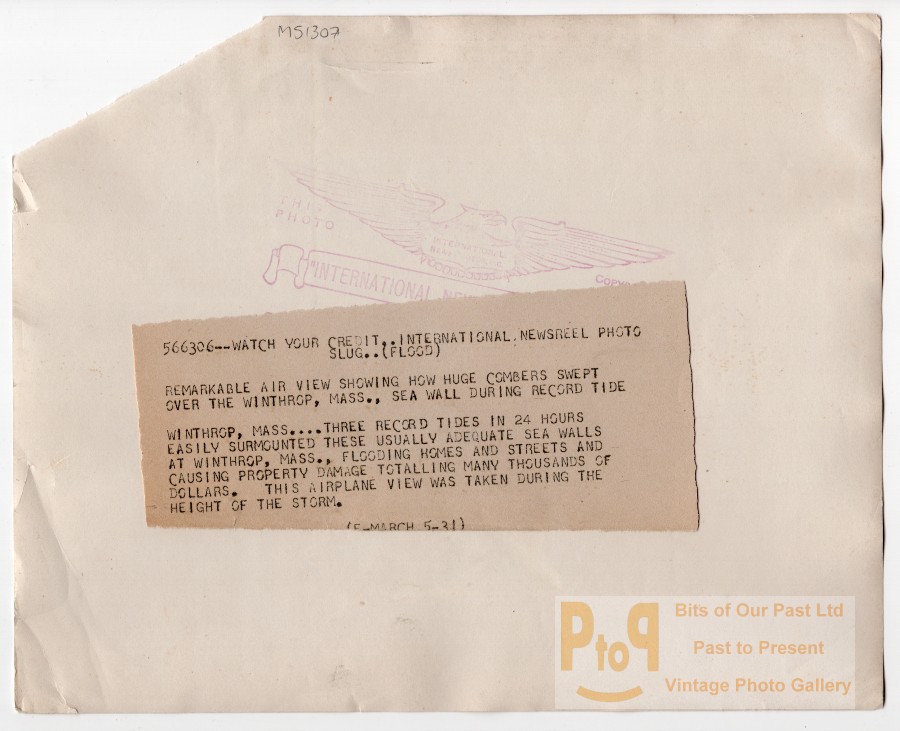 MS1307
THIS
PHOTO
INTERNATIONAL
"INTERNATIONAL
566306--WATCH YOUR CREDIT..INTERNATIONAL NEWSREEL PHOTO
SLUG..(FLOOD)
REMARKABLE AIR VIEW SHOWING HOW HUGE COMBERS SWEPT
OVER THE WINTHROP, MASS., SEA WALL DURING RECORD TIDE
WINTHROP, MASS....THREE RECORD TIDES IN 24 HOURS
EASILY SURMOUNTED THESE USUALLY ADEQUATE SEA WALLS
AT WINTHROP, MASS., FLOODING HOMES AND STREETS AND
CAUSING PROPERTY DAMAGE TOTALLING MANY THOUSANDS OF
DOLLARS. THIS AIRPLANE VIEW WAS TAKEN DURING THE
HEIGHT OF THE STORM.
MARCH 5-31)
PtoP
Bits of Our Past Ltd
Past to Present
Vintage Photo Gallery